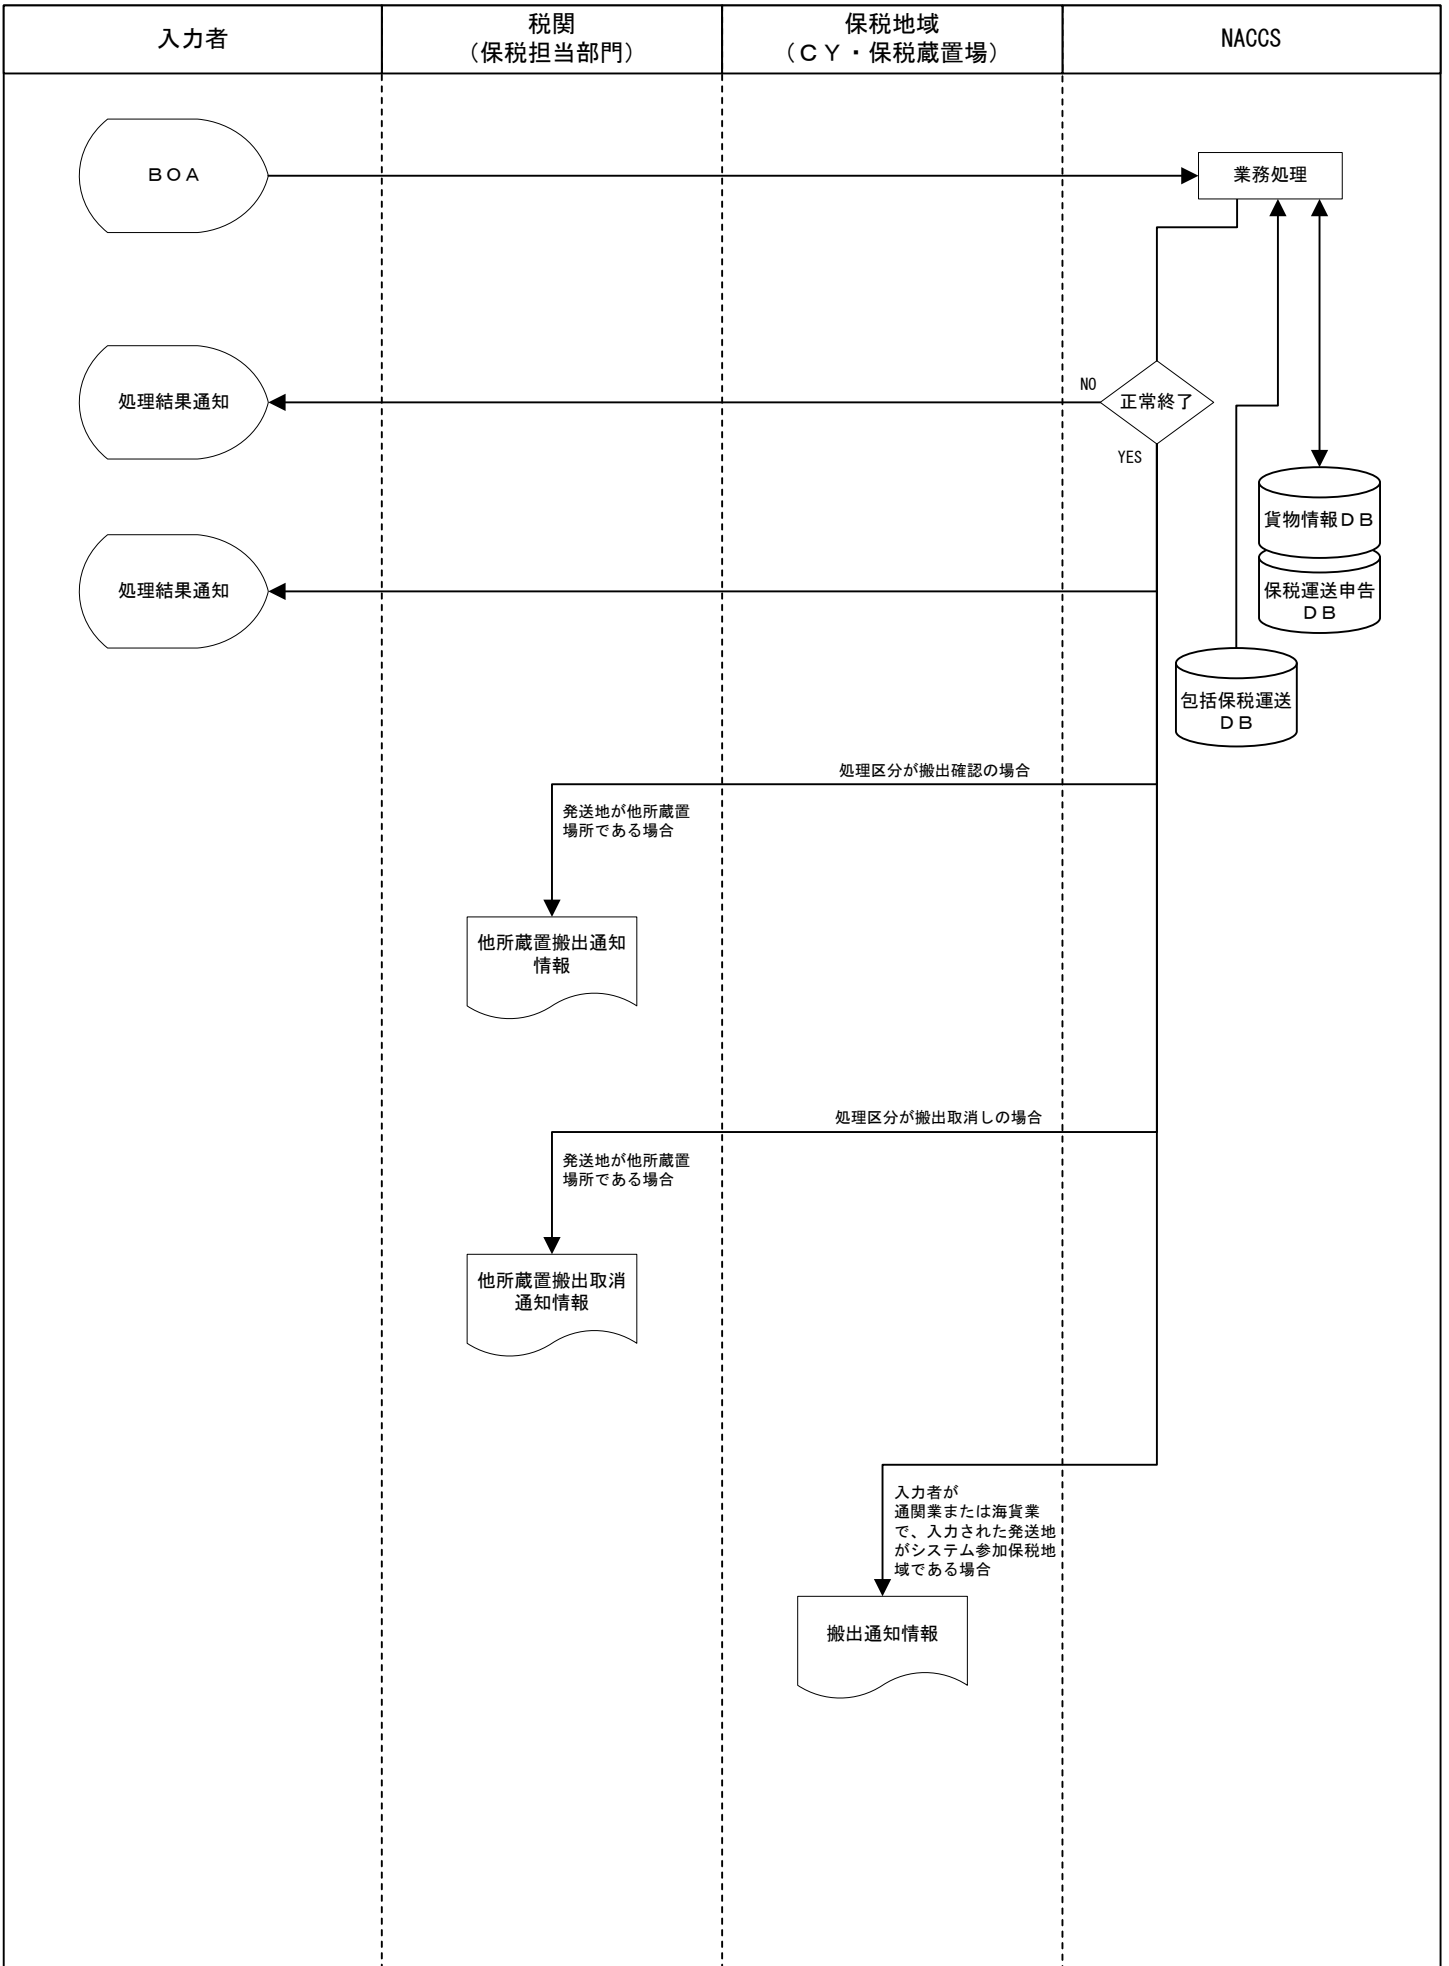 入力者
税関
（保税担当部門）
保税地域
（ＣＹ・保税蔵置場）
NACCS
ＢＯＡ
業務処理
処理結果通知
NO
正常終了
YES
貨物情報ＤＢ
処理結果通知
保税運送申告
ＤＢ
包括保税運送
ＤＢ
処理区分が搬出確認の場合
発送地が他所蔵置
場所である場合
他所蔵置搬出通知
情報
処理区分が搬出取消しの場合
発送地が他所蔵置
場所である場合
他所蔵置搬出取消
通知情報
入力者が
通関業または海貨業
で、入力された発送地
がシステム参加保税地
域である場合
搬出通知情報